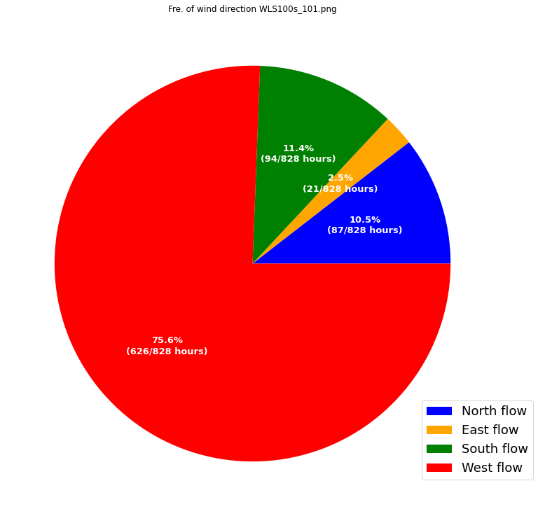 Fre. of wind direction WLS100s_101.png
11.4%
(94/828 hours)
2.5%
(21/828 hours)
10.5%
(87/828 hours)
75.6%
(626/828 hours)
North flow
East flow
South flow
West flow